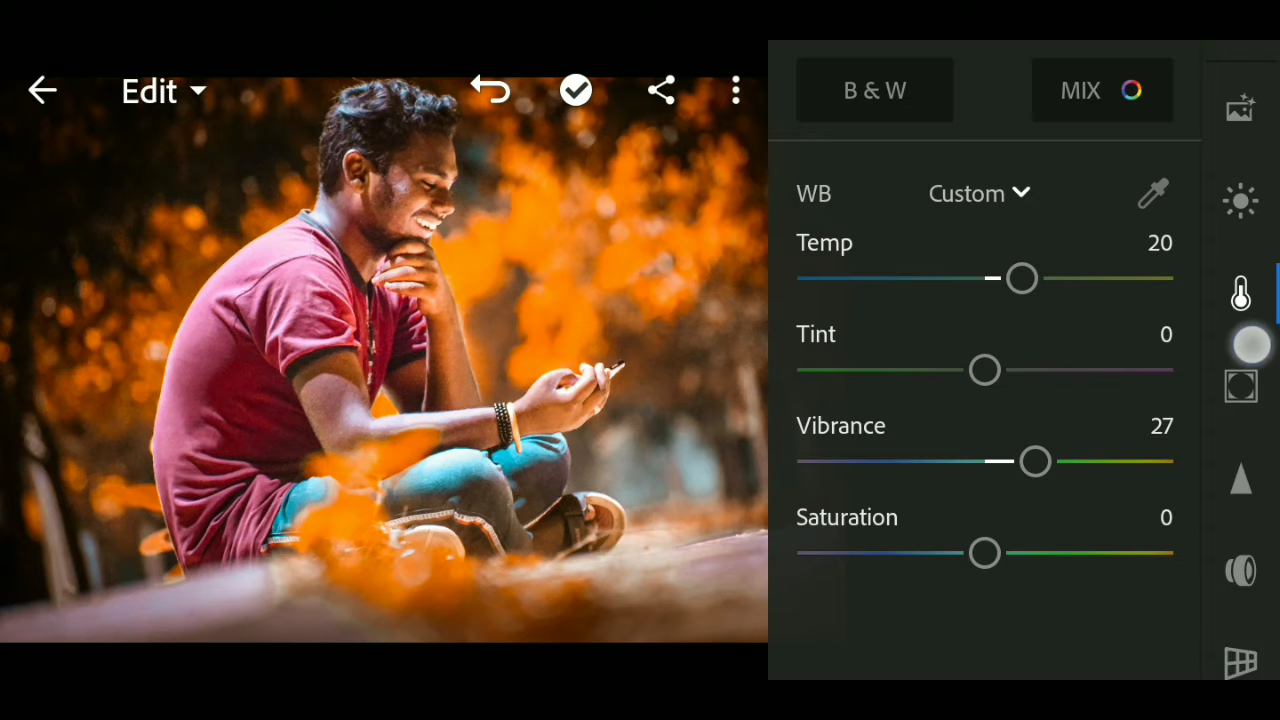 Edit
B & W
MIX
WB Custom
Temp 20
Tint 0
Vibrance 27
Saturation 0